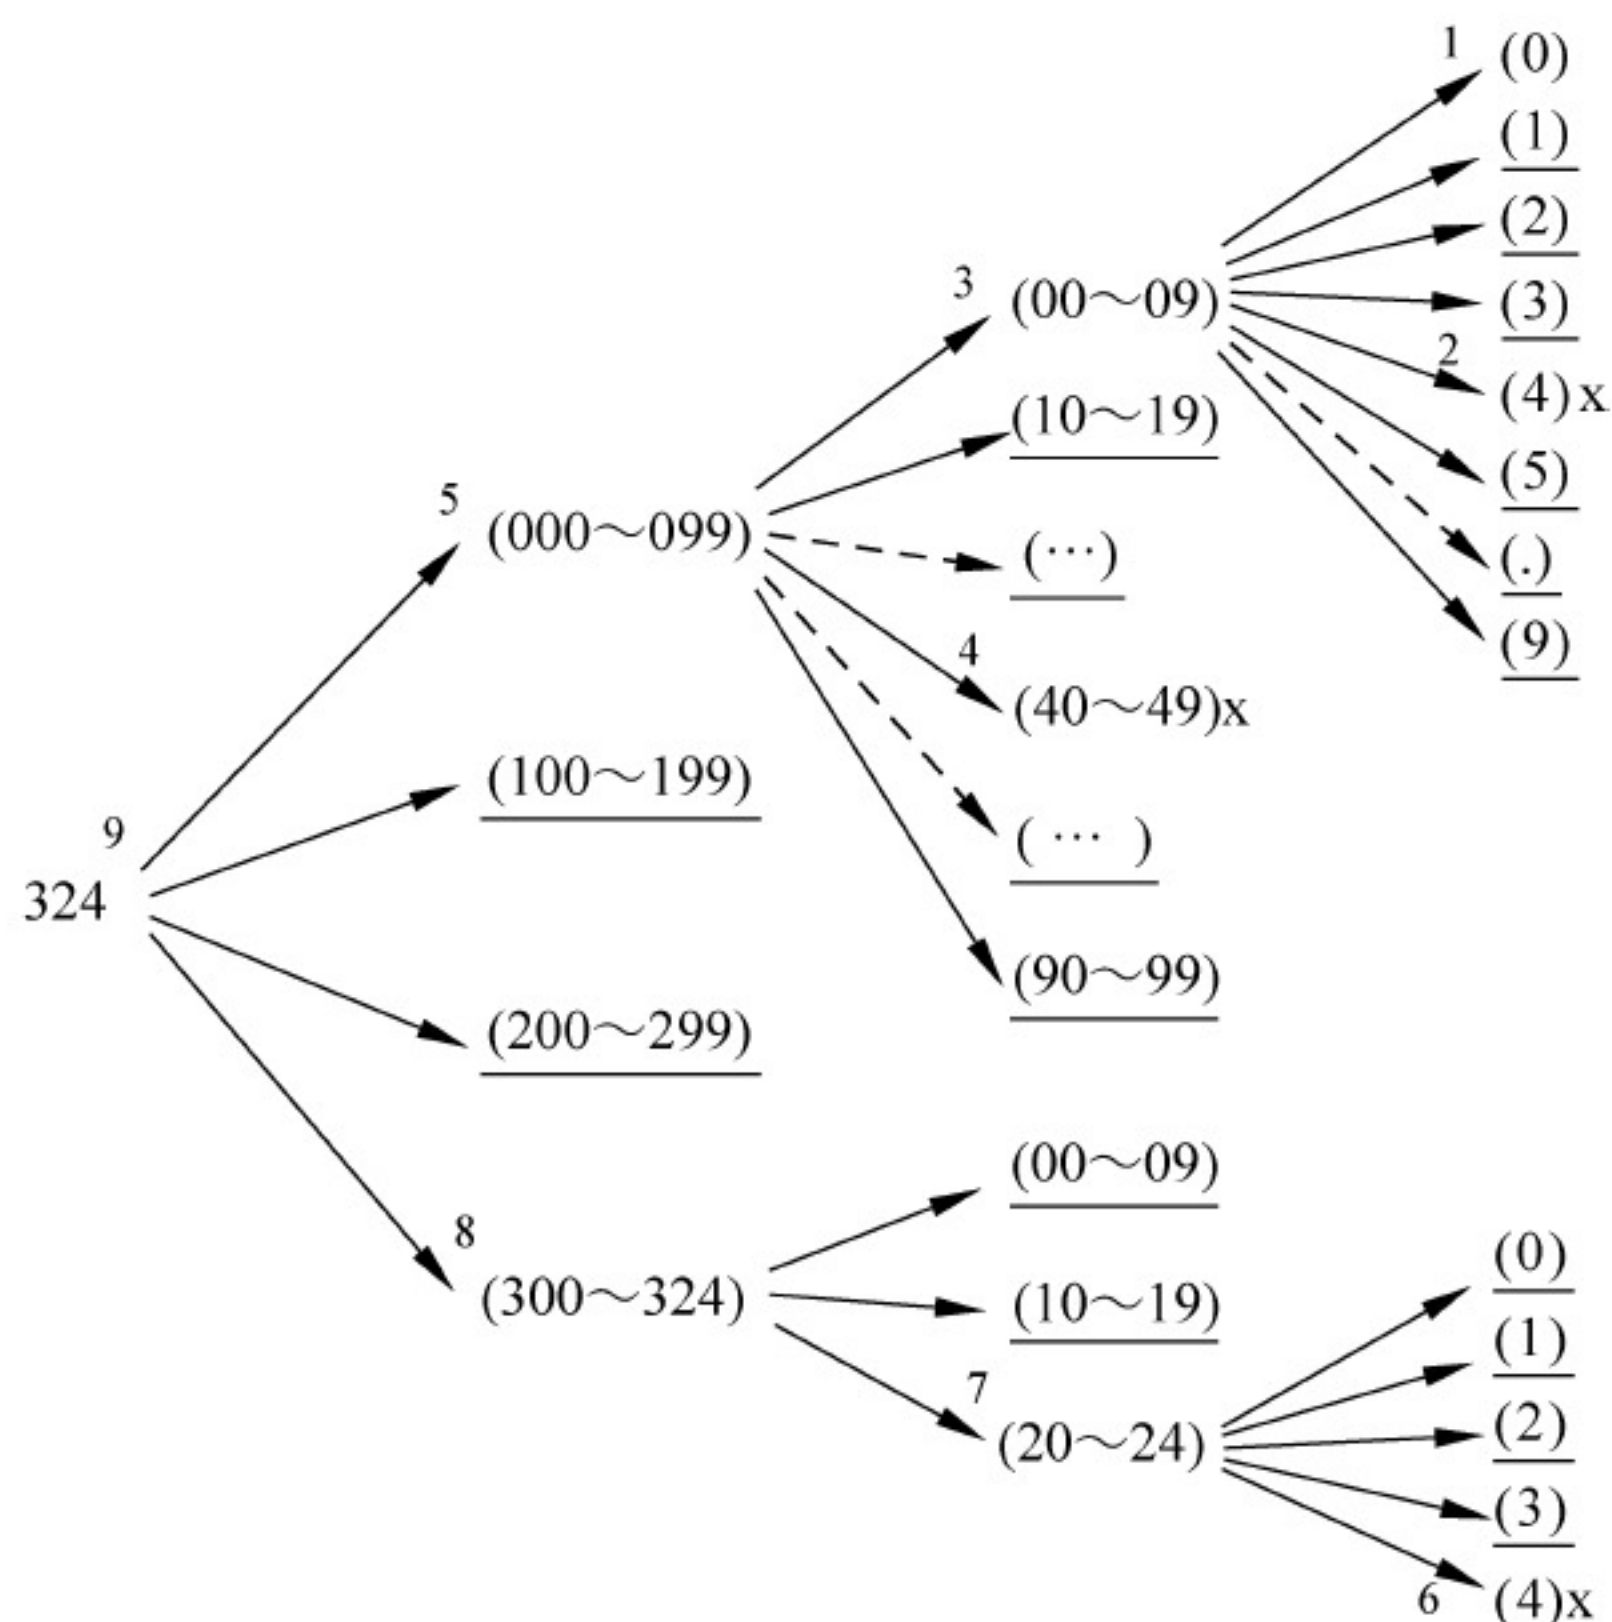 1 (0)
(1)
(2)
3 (00～09) (3)
2 (4)x
(10～19)
(5)
5 (000～099) (…) (.)
(9)
4 (40～49)x
(100～199)
9
( … )
324
(90～99)
(200～299)
(00～09)
8 (0)
(300～324) (10～19) (1)
7
(20～24) (2)
(3)
6 (4)x